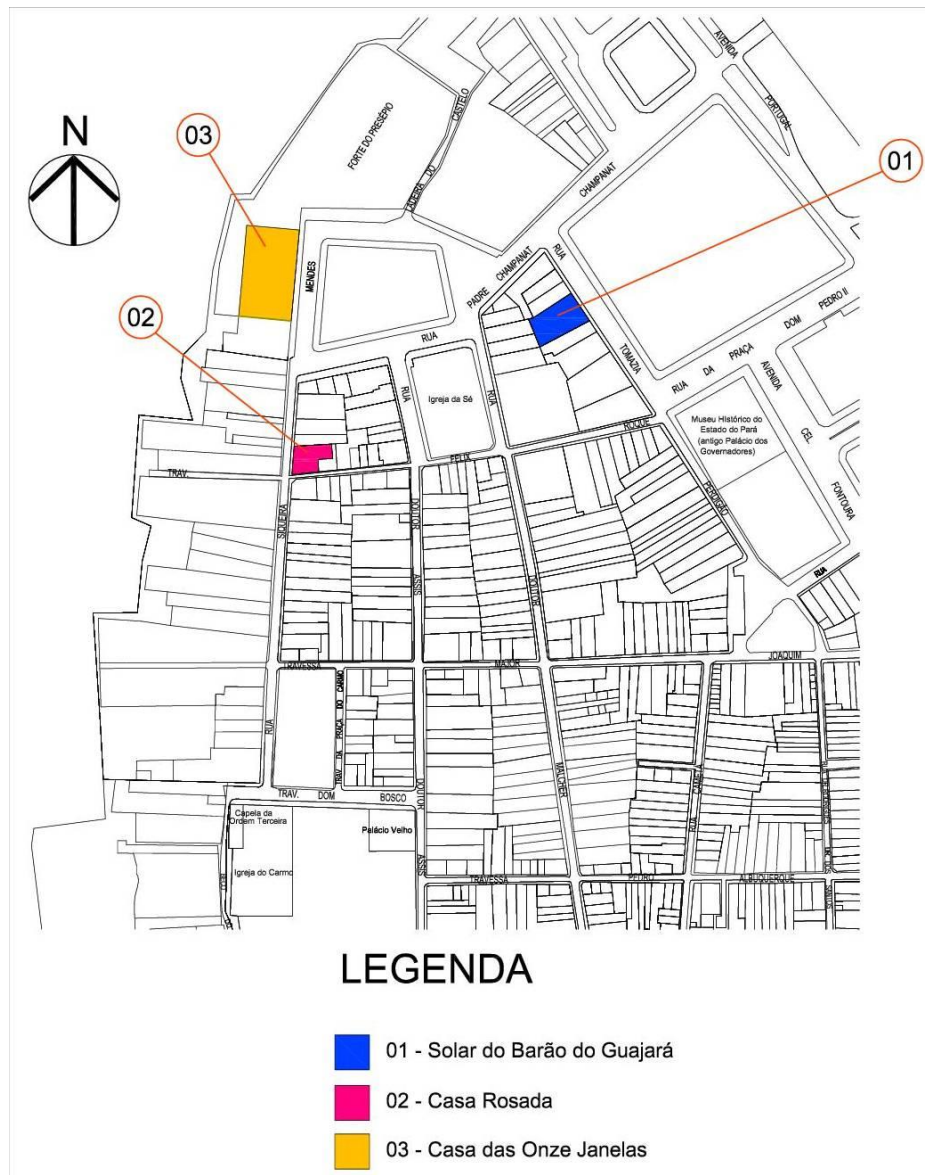 AVENIDA
PORTUGAL
FORTE DO PRESÉPIO
LADEIRA DO
CASTELO
N
03
01
CHAMPANAT
RUA
PADRE
CHAMPANAT
MENDES
02
RUA
TOMAZIA
RUA DA PRAÇA DOM PEDRO II
AVENIDA
CEL
FONTOURA
Igreja da Sé
RUA
RUA
Museu Histórico do
Estado do Pará
(antigo Palácio dos
Governadores)
ROQUE
FELIX
TRAV.
PERDIGÃO
SIQUEIRA
DOUTOR
ASSIS
DOUTOR
RUA
TRAVESSA
MAJOR
JOAQUIM
RUA
TRAV DA PRAÇA DO CARMO
MALCHER
TRAV. DOM BOSCO
DOUTOR
ASSIS
RUA
CAMETÁ
Capela da
Ordem Terceira
Palácio Velho
Igreja do Carmo
TRAVESSA
PEDRO
ALBUQUERQUE
SANTOS
LEGENDA
01 - Solar do Barão do Guajará
02 - Casa Rosada
03 - Casa das Onze Janelas